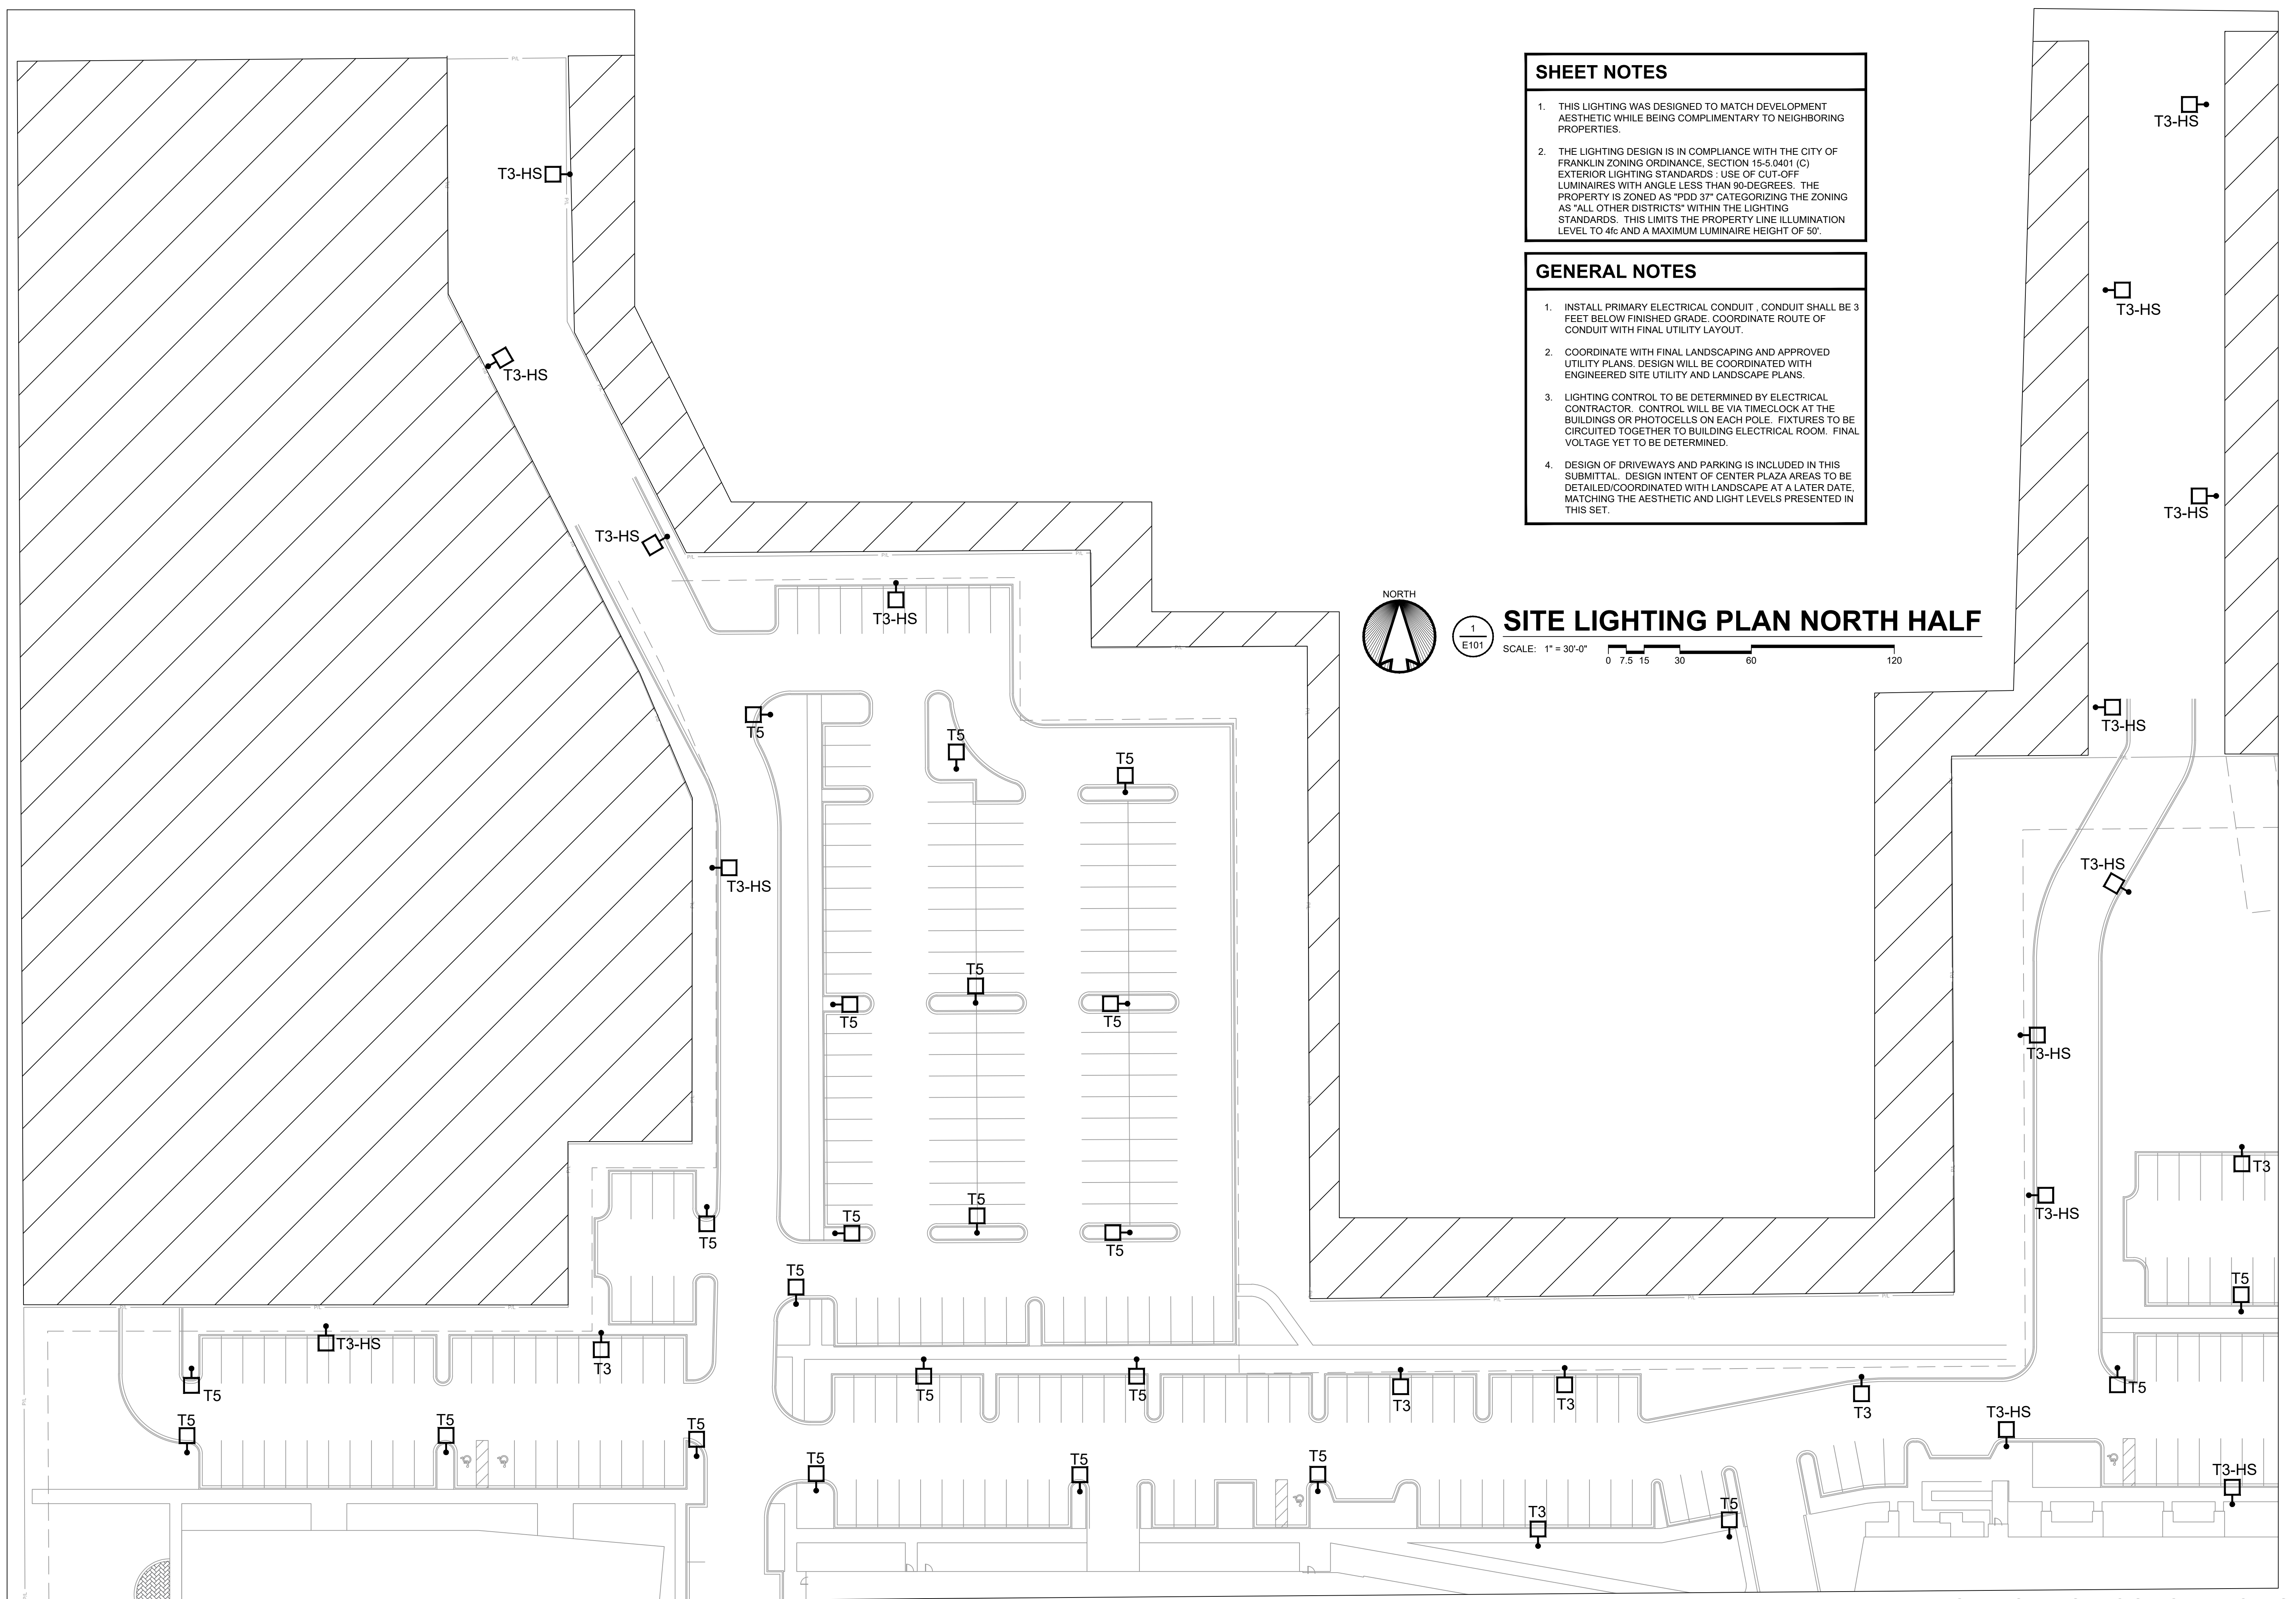 SHEET NOTES
1. THIS LIGHTING WAS DESIGNED TO MATCH DEVELOPMENT
AESTHETIC WHILE BEING COMPLIMENTARY TO NEIGHBORING
PROPERTIES.
2. THE LIGHTING DESIGN IS IN COMPLIANCE WITH THE CITY OF
FRANKLIN ZONING ORDINANCE, SECTION 15-5.0401 (C)
EXTERIOR LIGHTING STANDARDS : USE OF CUT-OFF
LUMINAIRES WITH ANGLE LESS THAN 90-DEGREES. THE
PROPERTY IS ZONED AS "PDD 37" CATEGORIZING THE ZONING
AS "ALL OTHER DISTRICTS" WITHIN THE LIGHTING
STANDARDS. THIS LIMITS THE PROPERTY LINE ILLUMINATION
LEVEL TO 4fc AND A MAXIMUM LUMINAIRE HEIGHT OF 50'.
GENERAL NOTES
1. INSTALL PRIMARY ELECTRICAL CONDUIT , CONDUIT SHALL BE 3
FEET BELOW FINISHED GRADE. COORDINATE ROUTE OF
CONDUIT WITH FINAL UTILITY LAYOUT.
2. COORDINATE WITH FINAL LANDSCAPING AND APPROVED
UTILITY PLANS. DESIGN WILL BE COORDINATED WITH
ENGINEERED SITE UTILITY AND LANDSCAPE PLANS.
3. LIGHTING CONTROL TO BE DETERMINED BY ELECTRICAL
CONTRACTOR. CONTROL WILL BE VIA TIMECLOCK AT THE
BUILDINGS OR PHOTOCELLS ON EACH POLE. FIXTURES TO BE
CIRCUITED TOGETHER TO BUILDING ELECTRICAL ROOM. FINAL
VOLTAGE YET TO BE DETERMINED.
4. DESIGN OF DRIVEWAYS AND PARKING IS INCLUDED IN THIS
SUBMITTAL. DESIGN INTENT OF CENTER PLAZA AREAS TO BE
DETAILED/COORDINATED WITH LANDSCAPE AT A LATER DATE,
MATCHING THE AESTHETIC AND LIGHT LEVELS PRESENTED IN
THIS SET.
NORTH
1
E101
SITE LIGHTING PLAN NORTH HALF
SCALE: 1" = 30'-0"
0 7.5 15 30 60 120
P/L
T3-HS
T3-HS
T3-HS
T3-HS
T3-HS
T3-HS
T3-HS
P/L
P/L
P/L
T3-HS
P/L
T3-HS
T5
T5
T5
T3-HS
T3-HS
T5
T5
T5
T3-HS
T3
T3-HS
T5
T5
T5
T5
T5
T5
P/L
P/L
P/L
P/L
P/L
P/L
T3-HS
T3
T5
T5
T5
T3
T3
T3
T5
T5
T5
T5
T3-HS
T5
T5
T5
T3-HS
T5
T3